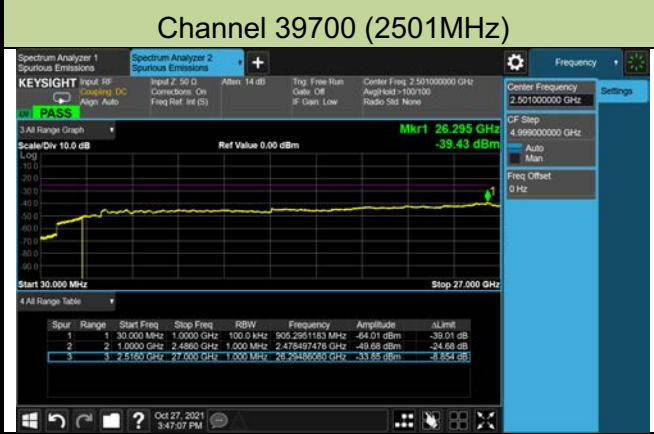 Channel 39700 (2501MHz)
Spectrum Analyzer 1
Spurious Emissions
Spectrum Analyzer 2
Spurious Emissions
Frequency
KEYSIGHT
Input: RF
Coupling: DC
Align: Auto
Input Z: 50 Ω
Corrections: On
Freq Ref: Int (S)
Atten: 14 dB
Trig: Free Run
Gate: Off
IF Gain: Low
Center Freq: 2.501000000 GHz
Avg|Hold:>100/100
Radio Std: None
PASS
Center Frequency
2.501000000 GHz
Settings
CF Step
4.999000000 GHz
Auto
Man
Freq Offset
0 Hz
3 All Range Graph
Mkr1 26.295 GHz
Scale/Div 10.0 dB
Ref Value 0.00 dBm
-39.43 dBm
Log
-10.0
-20.0
-30.0
-40.0
-50.0
-60.0
-70.0
-80.0
-90.0
1
Start 30.000 MHz
Stop 27.000 GHz
4 All Range Table
Spur Range Start Freq Stop Freq RBW Frequency Amplitude ΔLimit
1 1 30.000 MHz 1.0000 GHz 100.0 kHz 905.2951183 MHz -64.01 dBm -39.01 dB
2 2 1.0000 GHz 2.4860 GHz 1.000 MHz 2.478497476 GHz -49.68 dBm -24.68 dB
3 3 2.5160 GHz 27.000 GHz 1.000 MHz 26.29486080 GHz -33.85 dBm -8.854 dB
Oct 27, 2021
3:47:07 PM